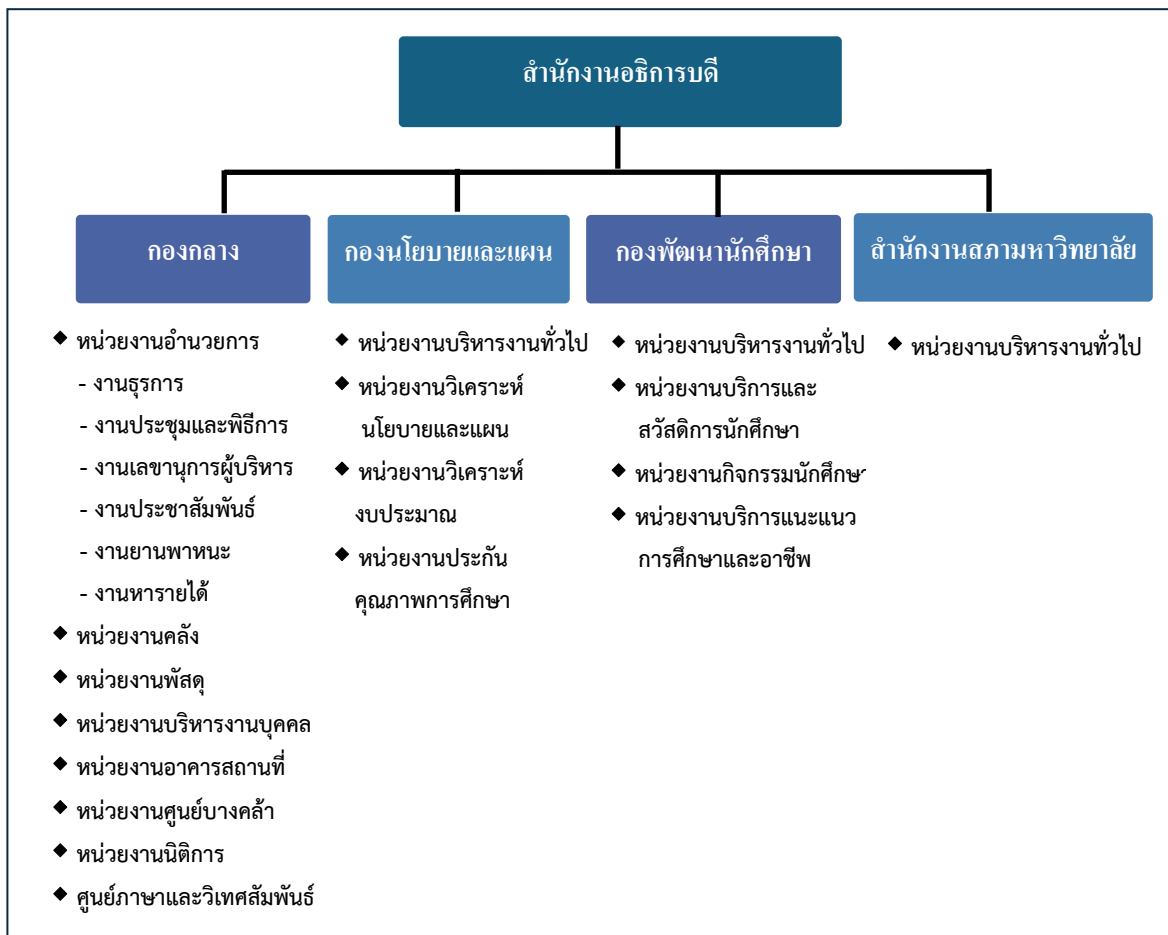 สำนักงานอธิการบดี
กองกลาง
◆ หน่วยงานอำนวยการ
- งานธุรการ
- งานประชุมและพิธีการ
- งานเลขานุการผู้บริหาร
- งานประชาสัมพันธ์
- งานยานพาหนะ
- งานหารายได้
◆ หน่วยงานคลัง
◆ หน่วยงานพัสดุ
◆ หน่วยงานบริหารงานบุคคล
◆ หน่วยงานอาคารสถานที่
◆ หน่วยงานศูนย์บางคล้า
◆ หน่วยงานนิติการ
◆ ศูนย์ภาษาและวิเทศสัมพันธ์
กองนโยบายและแผน
◆ หน่วยงานบริหารงานทั่วไป
◆ หน่วยงานวิเคราะห์
นโยบายและแผน
◆ หน่วยงานวิเคราะห์
งบประมาณ
◆ หน่วยงานประกัน
คุณภาพการศึกษา
กองพัฒนานักศึกษา
◆ หน่วยงานบริหารงานทั่วไป
◆ หน่วยงานบริการและ
สวัสดิการนักศึกษา
◆ หน่วยงานกิจกรรมนักศึกษา
◆ หน่วยงานบริการแนะแนว
การศึกษาและอาชีพ
สำนักงานสภามหาวิทยาลัย
◆ หน่วยงานบริหารงานทั่วไป